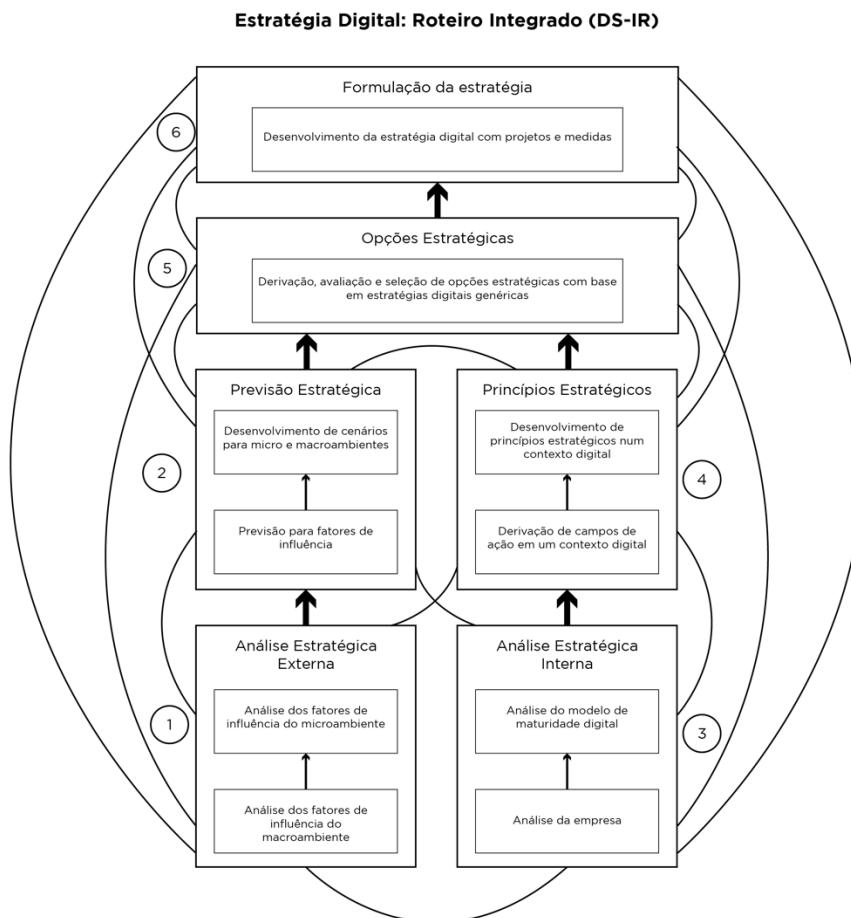 Estratégia Digital: Roteiro Integrado (DS-IR)
Formulação da estratégia
6
Desenvolvimento da estratégia digital com projetos e medidas
Opções Estratégicas
5
Derivação, avaliação e seleção de opções estratégicas com base
em estratégias digitais genéricas
Previsão Estratégica
Desenvolvimento de cenários
para micro e macroambientes
2
Previsão para fatores de
influência
Princípios Estratégicos
Desenvolvimento de
princípios estratégicos num
contexto digital
4
Derivação de campos de
ação em um contexto digital
Análise Estratégica
Externa
1
Análise dos fatores de
influência do microambiente
Análise dos fatores de
influência do
macroambiente
Análise Estratégica
Interna
Análise do modelo de
maturidade digital
3
Análise da empresa